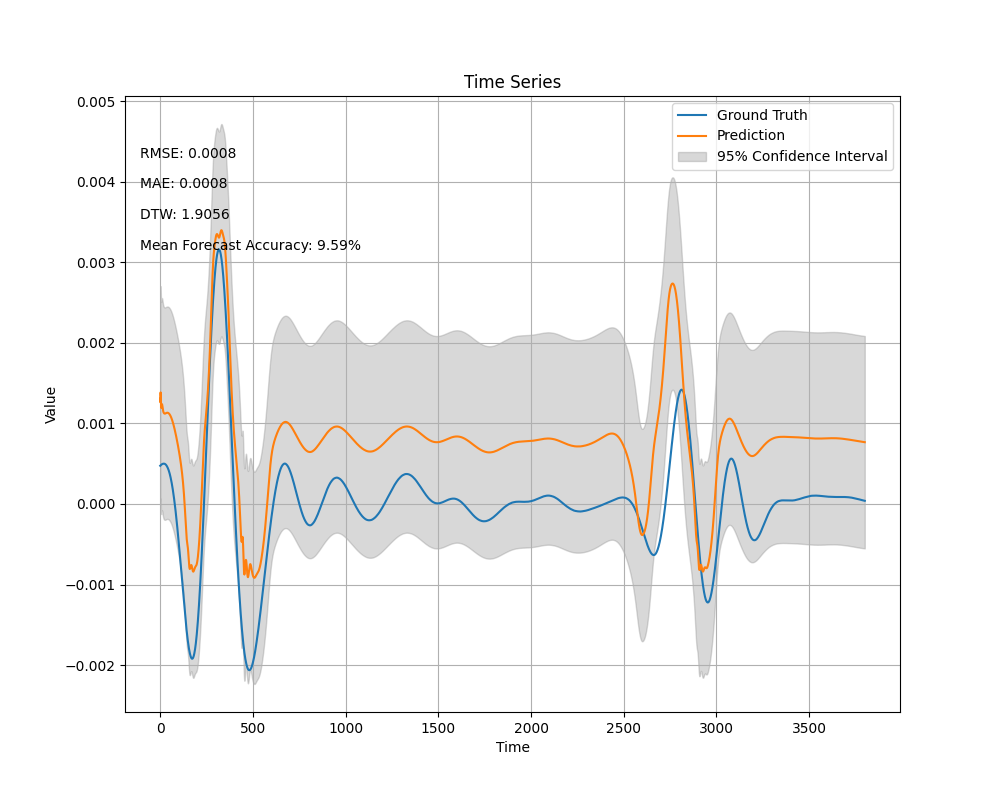 Time Series
Ground Truth
Prediction
95% Confidence Interval
RMSE: 0.0008
MAE: 0.0008
DTW: 1.9056
Mean Forecast Accuracy: 9.59%
0.005
0.004
0.003
0.002
0.001
0.000
−0.001
−0.002
Value
0 500 1000 1500 2000 2500 3000 3500
Time